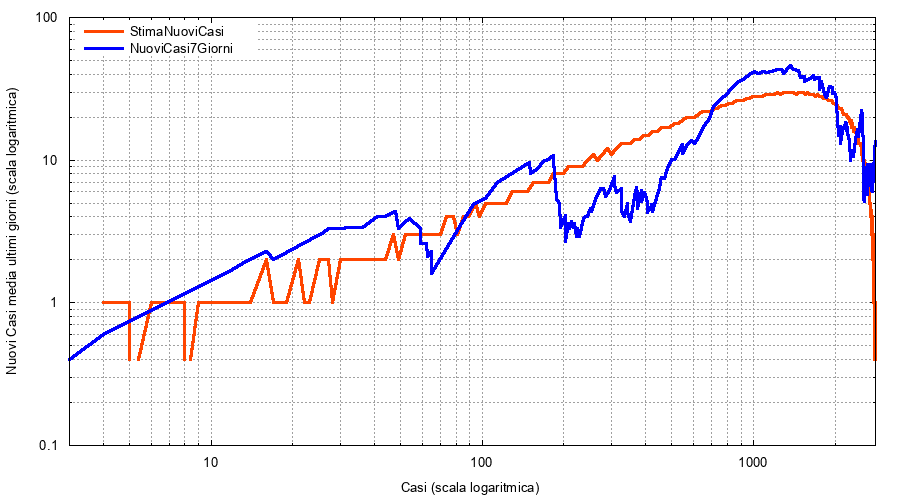 100
StimaNuoviCasi
NuoviCasi7Giorni
10
1
0.1
Nuovi Casi media ultimi giorni (scala logaritmica)
10 100 1000
Casi (scala logaritmica)